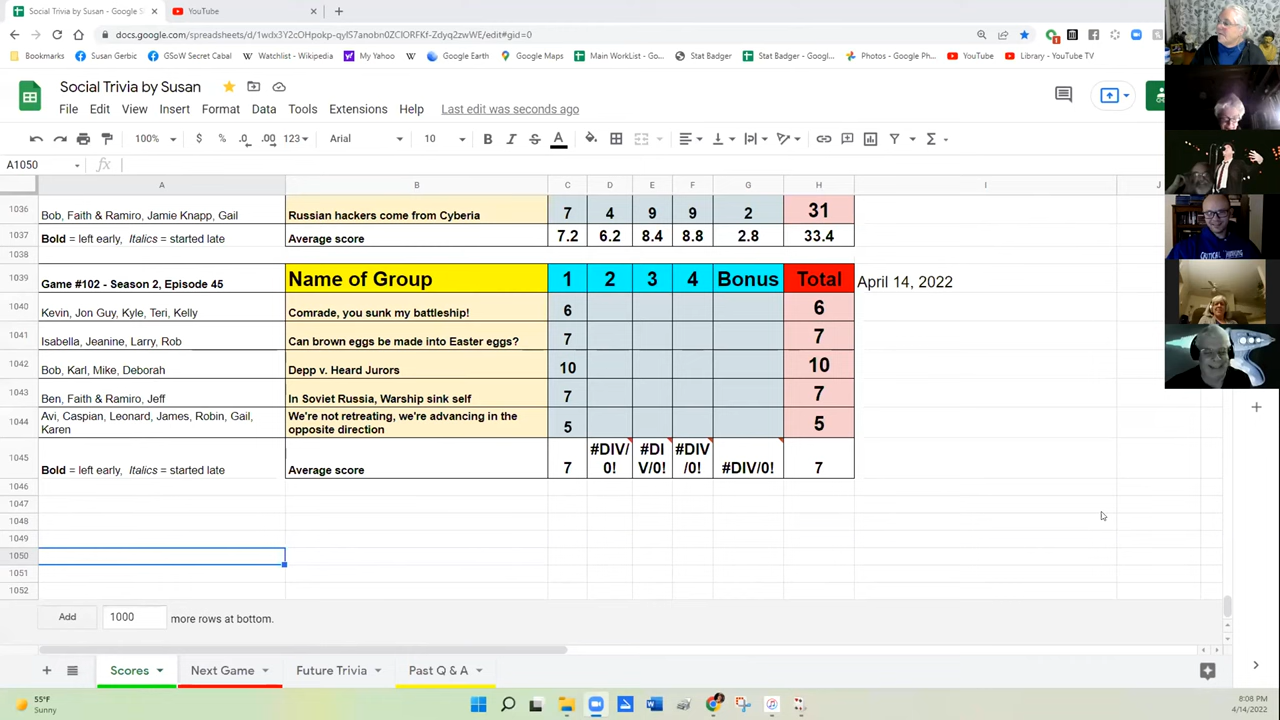 Social Trivia by Susan - Google S
YouTube
docs.google.com/spreadsheets/d/
edit#gid=0
Bookmarks Susan Gerbic GSoW Secret Cabal Watchlist - Wikipedia My Yahoo GoogleEarth Google Maps Main WorkList - Go... Stat Badger Stat Badger - Googl... Photos - Google Ph... YouTube Library - YouTube TV
Social Trivia by Susan
File Edit View Insert Format Data Tools Extensions Help Last edit was seconds ago
100% $ % .0 .00 123 Arial 10 B I S A
A1050 fx
A B C D E F G H I J
1036 Bob, Faith & Ramiro, Jamie Knapp, Gail Russian hackers come from Cyberia 7 4 9 9 2 31
1037 Bold = left early, Italics = started late Average score 7.2 6.2 8.4 8.8 2.8 33.4
1038
1039 Game #102 - Season 2, Episode 45 Name of Group 1 2 3 4 Bonus Total April 14, 2022
1040 Kevin, Jon Guy, Kyle, Teri, Kelly Comrade, you sunk my battleship! 6 6
1041 Isabella, Jeanine, Larry, Rob Can brown eggs be made into Easter eggs? 7 7
1042 Bob, Karl, Mike, Deborah Depp v. Heard Jurors 10 10
1043 Ben, Faith & Ramiro, Jeff In Soviet Russia, Warship sink self 7 7
1044 Avi, Caspian, Leonard, James, Robin, Gail, Karen We're not retreating, we're advancing in the opposite direction 5 5
1045 Bold = left early, Italics = started late Average score 7 #DIV/0! #DIV/0! #DIV/0! #DIV/0! 7
1046
1047
1048
1049
1050
1051
1052
Add 1000 more rows at bottom.
Scores Next Game Future Trivia Past Q & A
55°F
Sunny
8:08 PM
4/14/2022